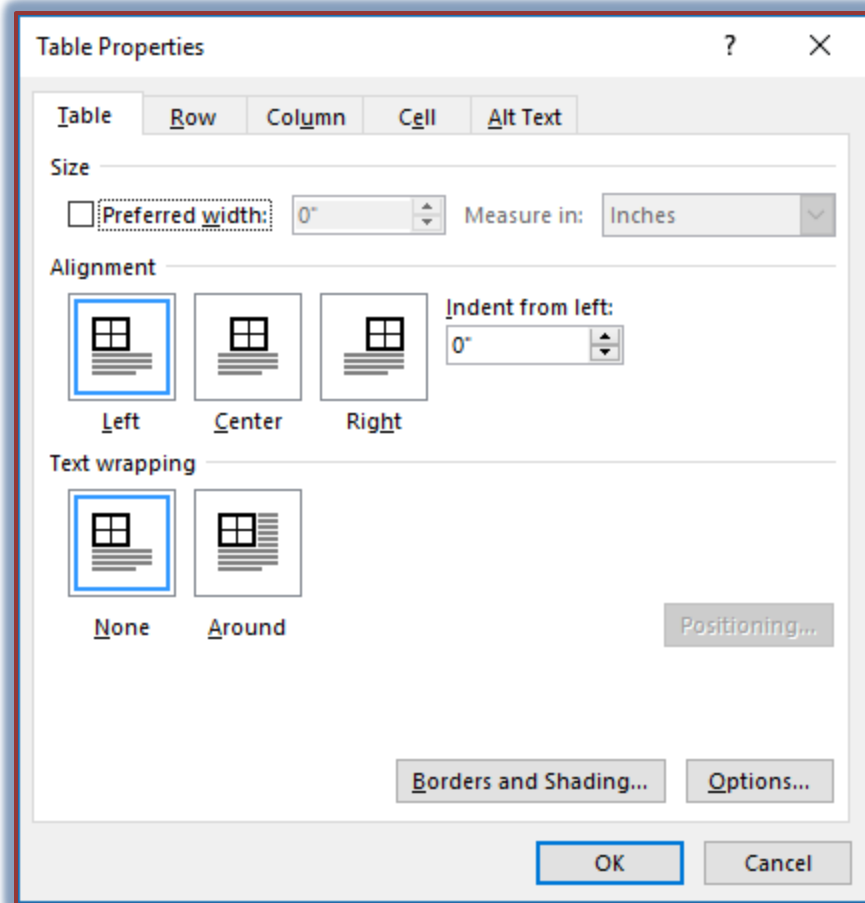 Table Properties ? ×
Table Row Column Cell Alt Text
Size
Preferred width: 0" Measure in: Inches
Alignment
Indent from left:
0"
Left Center Right
Text wrapping
None Around
Positioning...
Borders and Shading... Options...
OK Cancel